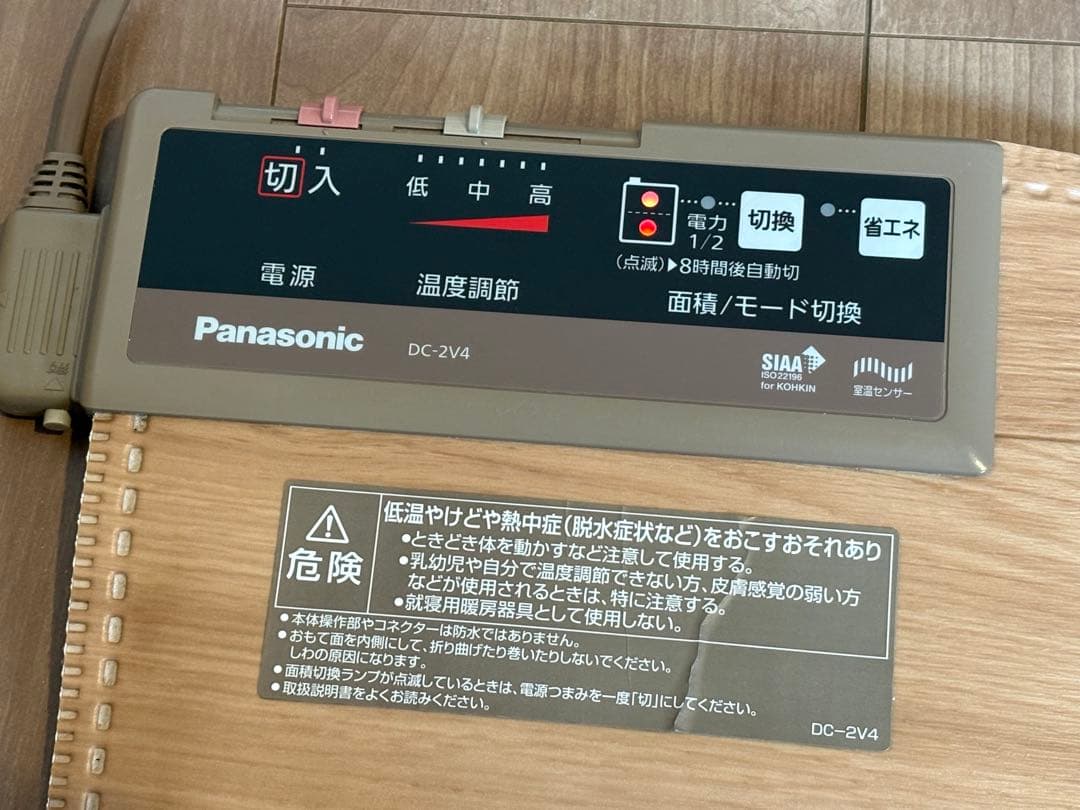 切 入
低 中 高
電力
1/2
切換
省エネ
(点滅)▶8時間後自動切
電源
温度調節
面積/モード切換
Panasonic
DC-2V4
SIAA
ISO22196
for KOHKIN
室温センサー
危険
低温やけどや熱中症(脱水症状など)をおこすおそれあり
●ときどき体を動かすなど注意して使用する。
●乳幼児や自分で温度調節できない方、皮膚感覚の弱い方
などが使用されるときは、特に注意する。
●就寝用暖房器具として使用しない。
●本体操作部やコネクターは防水ではありません。
●おもて面を内側にして、折り曲げたり巻いたりしないでください。
しわの原因になります。
●面積切換ランプが点滅しているときは、電源つまみを一度「切」にしてください。
●取扱説明書をよくお読みください。
DC-2V4